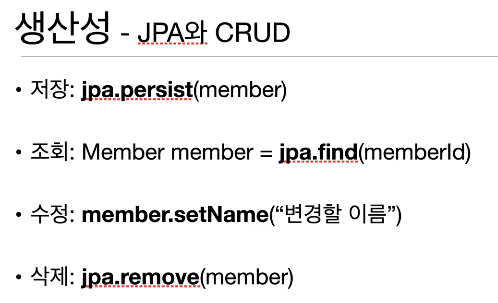 생산성 - JPA와 CRUD
• 저장: jpa.persist(member)
• 조회: Member member = jpa.find(memberId)
• 수정: member.setName(“변경할 이름”)
• 삭제: jpa.remove(member)